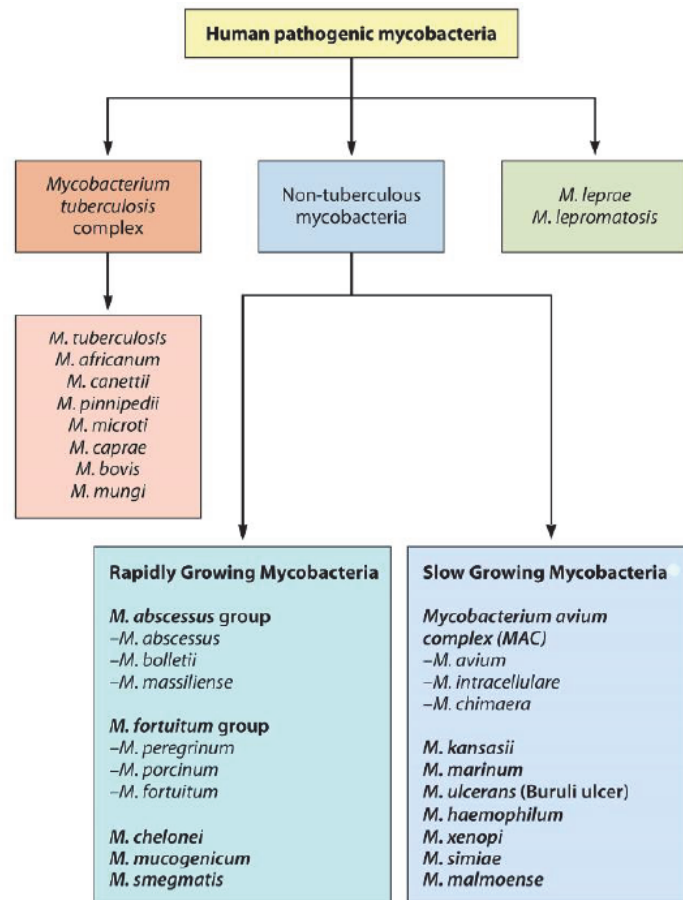 Human pathogenic mycobacteria
Mycobacterium
tuberculosis
complex
Non-tuberculous
mycobacteria
M. leprae
M. lepromatosis
M. tuberculosis
M. africanum
M. canettii
M. pinnipedii
M. microti
M. caprae
M. bovis
M. mungi
Rapidly Growing Mycobacteria
M. abscessus group
–M. abscessus
–M. bolletii
–M. massiliense
M. fortuitum group
–M. peregrinum
–M. porcinum
–M. fortuitum
M. chelonei
M. mucogenicum
M. smegmatis
Slow Growing Mycobacteria
Mycobacterium avium
complex (MAC)
–M. avium
–M. intracellulare
–M. chimaera
M. kansasii
M. marinum
M. ulcerans (Buruli ulcer)
M. haemophilum
M. xenopi
M. simiae
M. malmoense